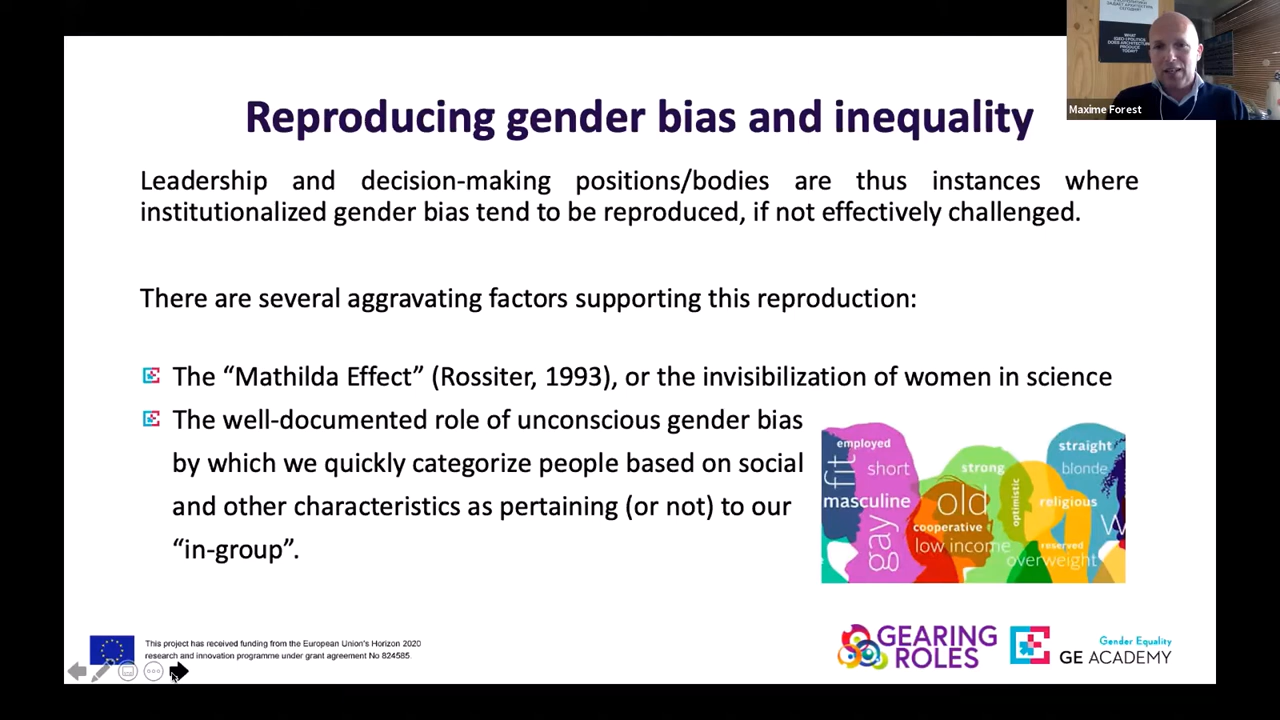 Reproducing gender bias and inequality
Maxime Forest
Leadership and decision-making positions/bodies are thus instances where
institutionalized gender bias tend to be reproduced, if not effectively challenged.
There are several aggravating factors supporting this reproduction:
The “Mathilda Effect” (Rossiter, 1993), or the invisibilization of women in science
The well-documented role of unconscious gender bias
by which we quickly categorize people based on social
and other characteristics as pertaining (or not) to our
“in-group”.
employed
fit
short
masculine
gay
strong
old
optimistic
cooperative
low income
straight
blonde
religious
reserved
overweight
This project has received funding from the European Union's Horizon 2020
research and innovation programme under grant agreement No 824585.
GEARING
ROLES
Gender Equality
GE ACADEMY